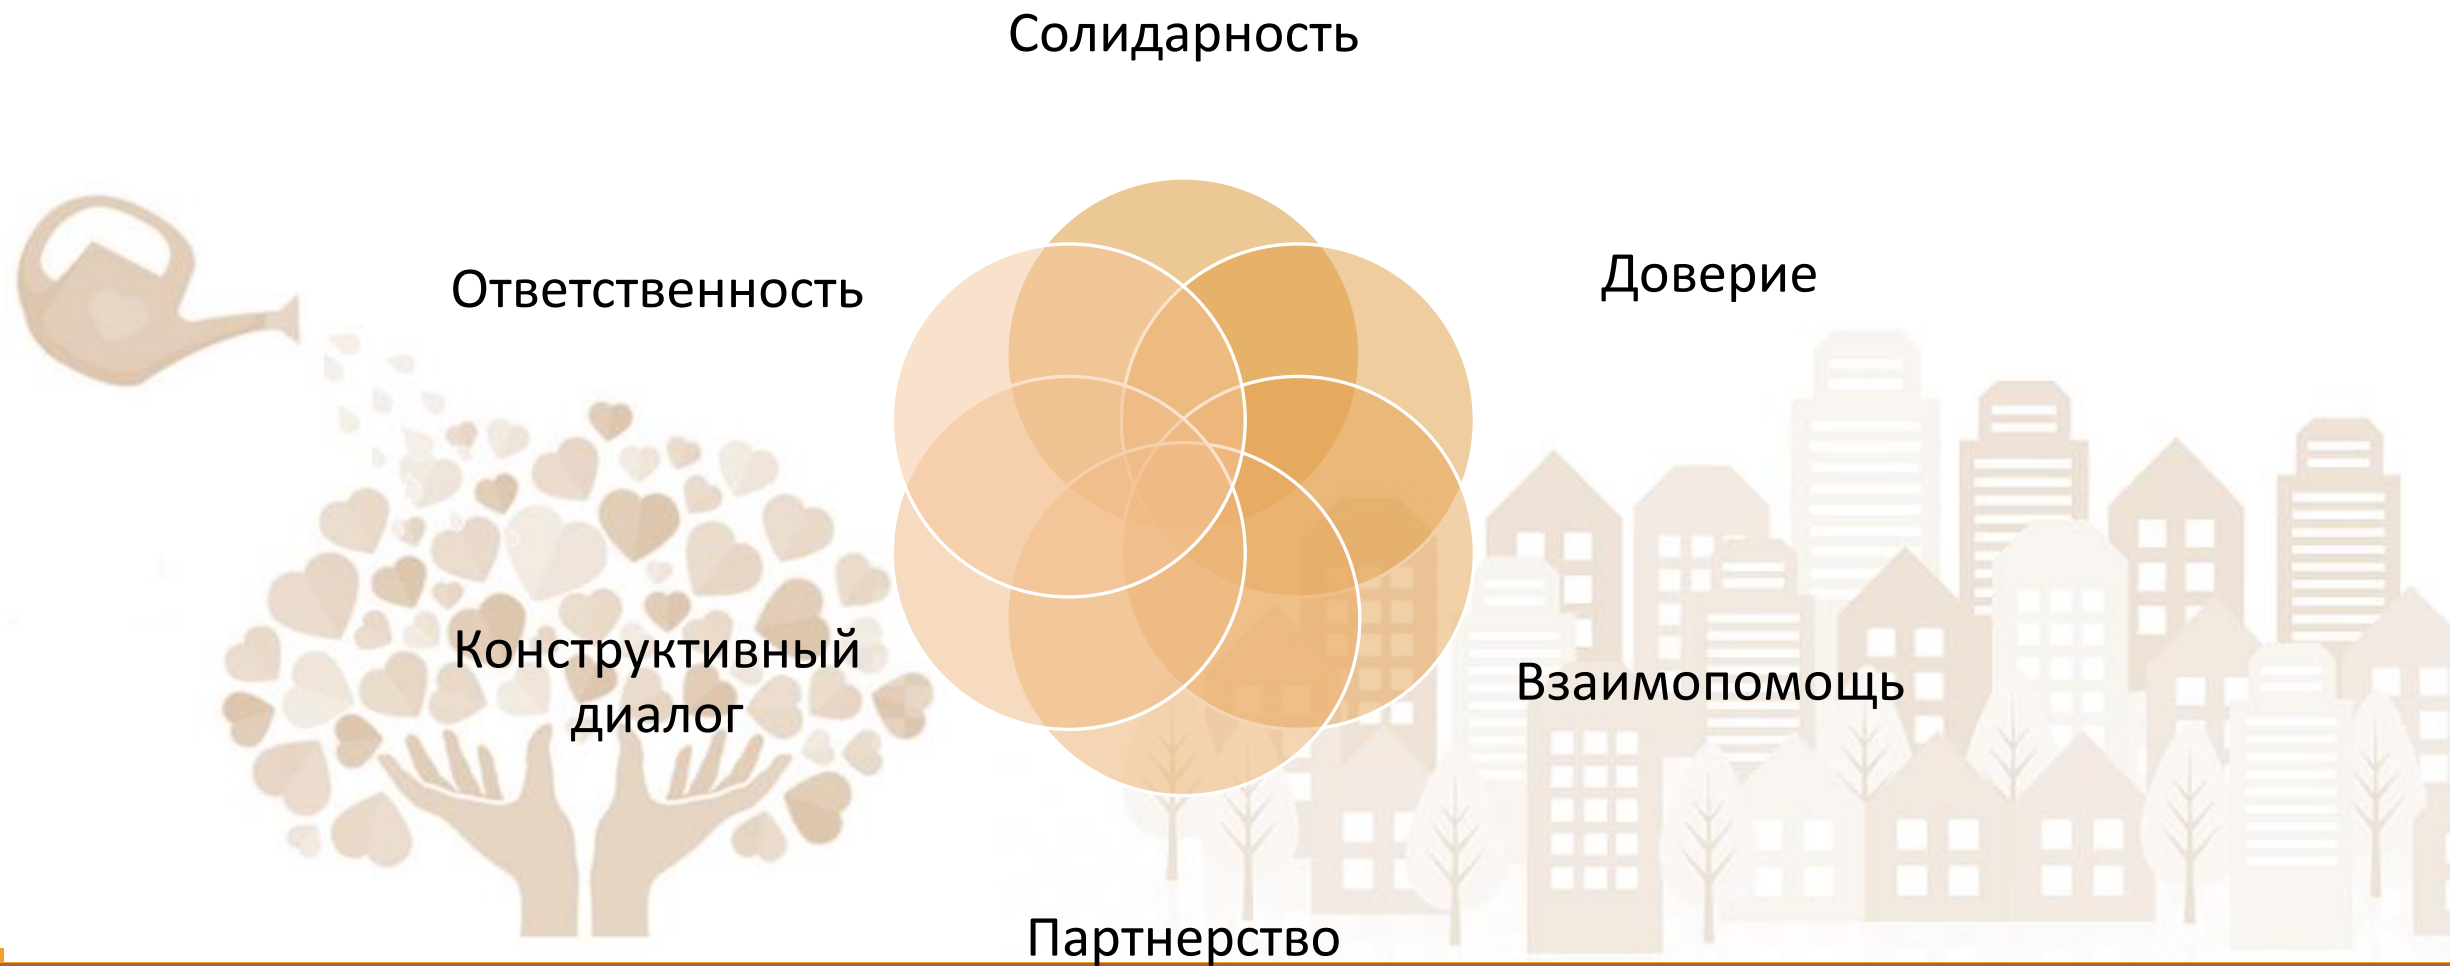 Солидарность
Ответственность
Доверие
Конструктивный
диалог
Взаимопомощь
Партнерство